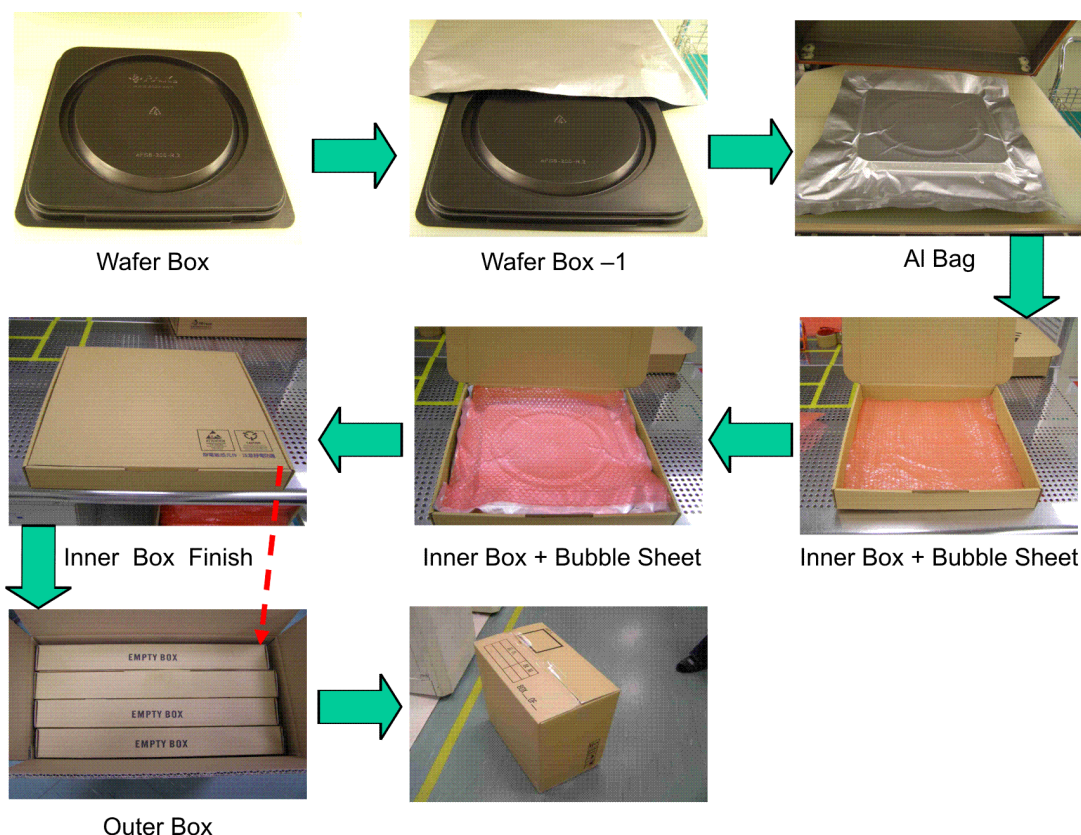 Wafer Box
Wafer Box –1
Al Bag
Inner Box Finish
Inner Box + Bubble Sheet
Inner Box + Bubble Sheet
EMPTY BOX
EMPTY BOX
EMPTY BOX
Outer Box